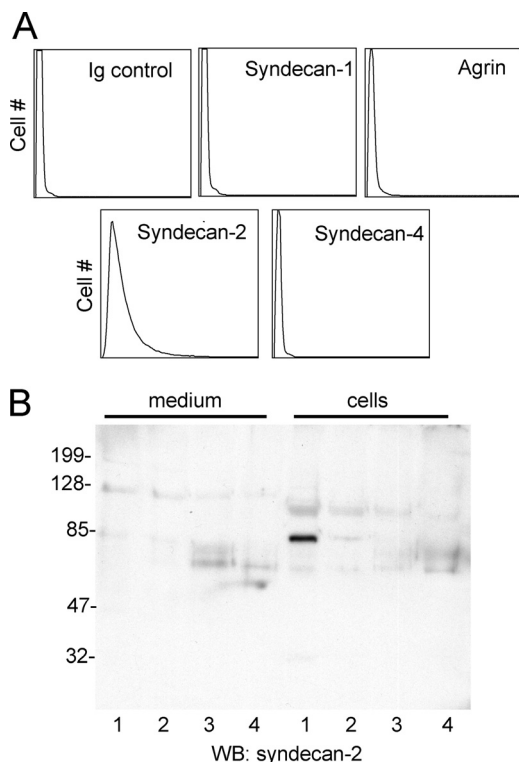 A
Ig control
Syndecan-1
Agrin
Cell #
Syndecan-2
Syndecan-4
Cell #
B
medium
cells
199-
128-
85-
47-
32-
1 2 3 4 1 2 3 4
WB: syndecan-2